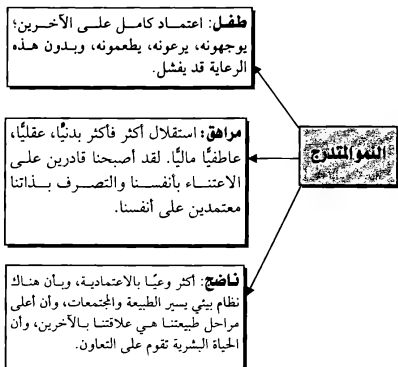 طفل: اعتماد كامل على الآخرين؛
يوجهونه، يرعونه، يطعمونه، وبدون هذه
الرعاية قد يفشل.
مراهق: استقلال أكثر فأكثر بدنيًّا، عقليًّا،
عاطفيًّا ماليًّا. لقد أصبحنا قادرين على
الاعتناء بأنفسنا والتصرف بذاتنا
معتمدين على أنفسنا.
النمو المتدرج
ناضج: أكثر وعيًا بالاعتمادية، وبأن هناك
نظام بيئي يسير الطبيعة والمجتمعات، وأن أعلى
مراحل طبيعتنا هي علاقتنا بالآخرين، وأن
الحياة البشرية تقوم على التعاون.